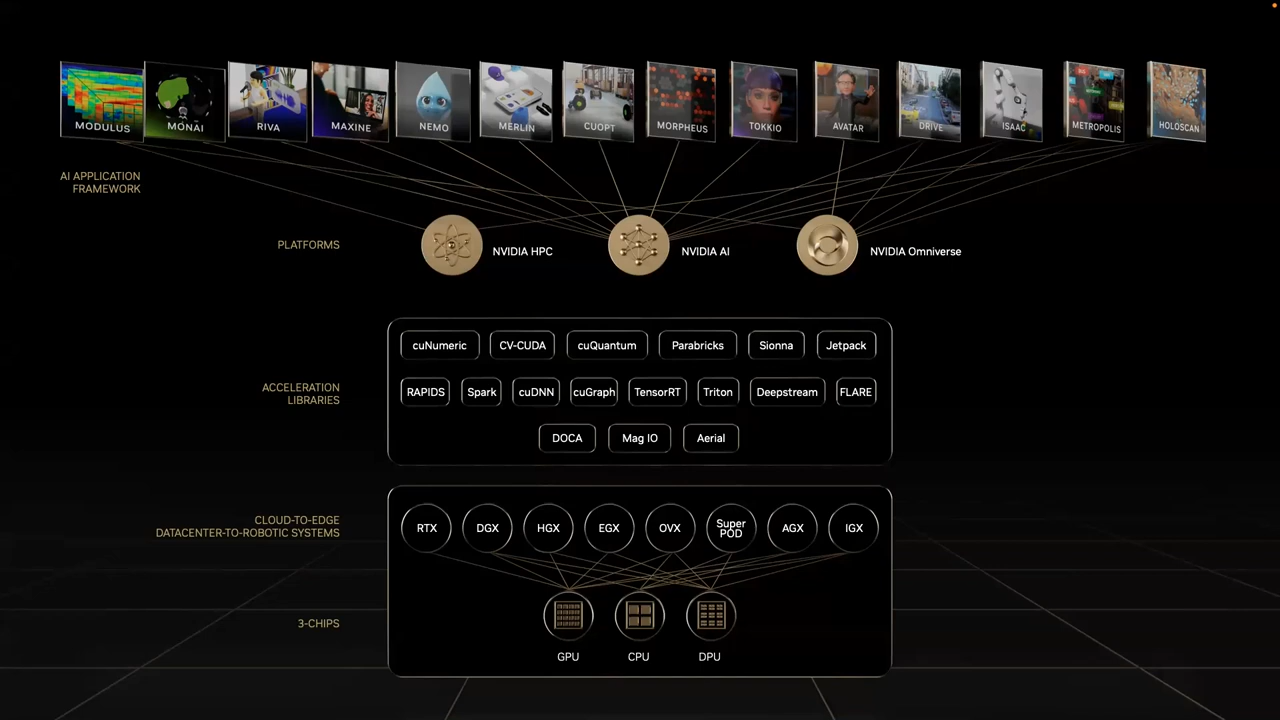 MODULUS
MONAI
RIVA
MAXINE
NEMO
MERLIN
CUOPT
MORPHEUS
TOKKIO
AVATAR
DRIVE
ISAAC
METROPOLIS
HOLOSCAN
AI APPLICATION
FRAMEWORK
PLATFORMS
NVIDIA HPC
NVIDIA AI
NVIDIA Omniverse
ACCELERATION
LIBRARIES
cuNumeric
CV-CUDA
cuQuantum
Parabricks
Sionna
Jetpack
RAPIDS
Spark
cuDNN
cuGraph
TensorRT
Triton
Deepstream
FLARE
DOCA
Mag IO
Aerial
CLOUD-TO-EDGE
DATACENTER-TO-ROBOTIC SYSTEMS
RTX
DGX
HGX
EGX
OVX
Super
POD
AGX
IGX
3-CHIPS
GPU
CPU
DPU